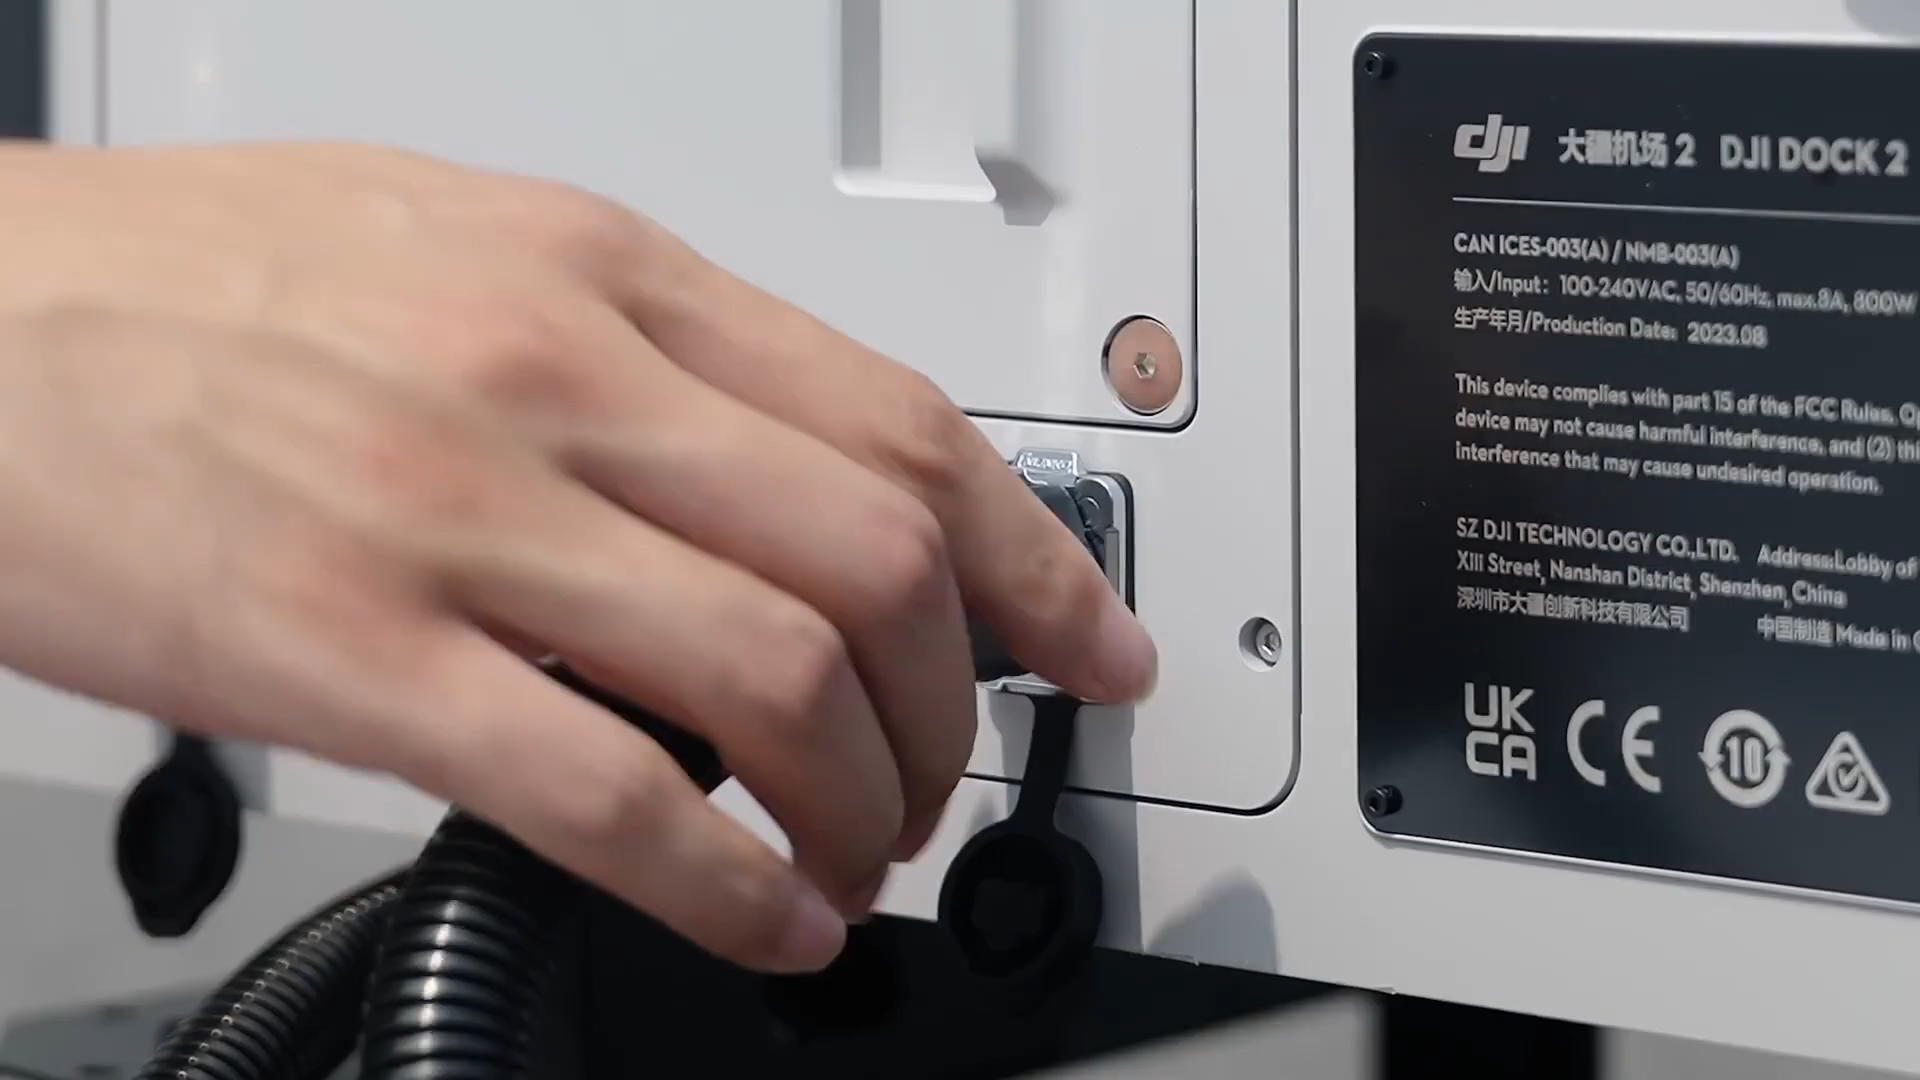 dji 大疆机场 2 DJI DOCK 2
CAN ICES-003(A) / NMB-003(A)
输入/Input: 100-240VAC, 50/60Hz, max.8A, 800W
生产年月/Production Date: 2023.08
This device complies with part 15 of the FCC Rules. Op
device may not cause harmful interference, and (2) thi
interference that may cause undesired operation.
SZ DJI TECHNOLOGY CO.,LTD. Address:Lobby of
XIII Street, Nanshan District, Shenzhen, China
深圳市大疆创新科技有限公司 中国制造 Made in C
UK
CA CE 10